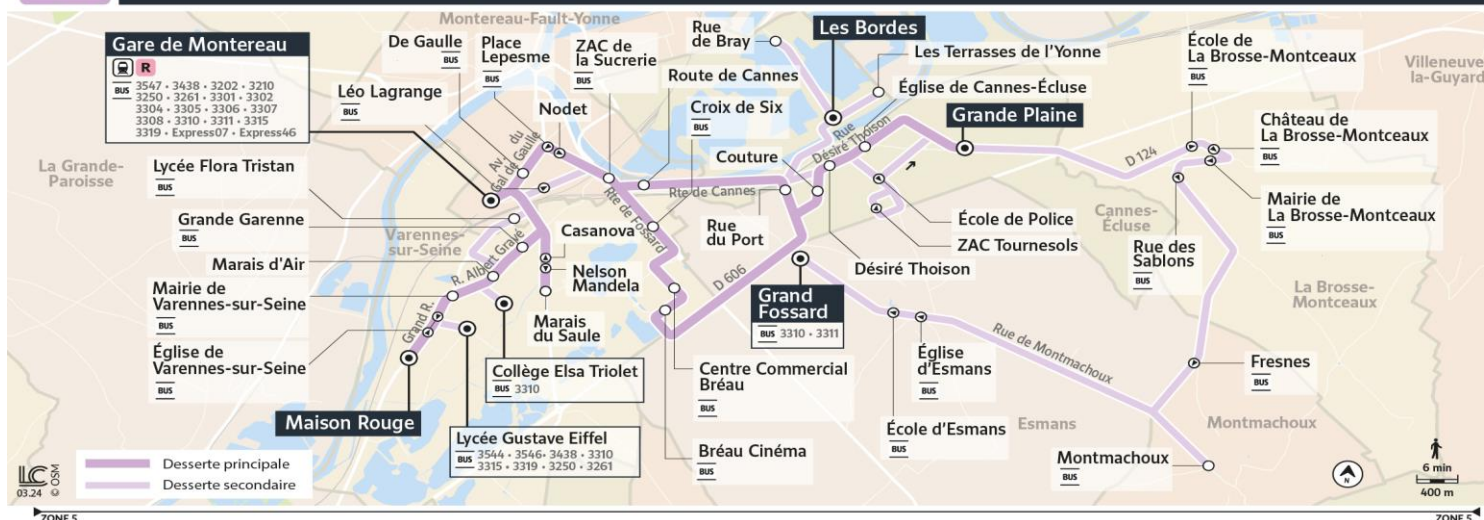 Montereau-Fault-Yonne
Gare de Montereau
R
BUS 3547 • 3438 • 3202 • 3210
3250 • 3261 • 3301 • 3302
3304 • 3305 • 3306 • 3307
3308 • 3310 • 3311 • 3315
3319 • Express07 • Express46
De Gaulle
BUS
Place
Lepesme
BUS
ZAC de
la Sucrerie
BUS
Rue
de Bray
Les Bordes
Les Terrasses de l'Yonne
École de
La Brosse-Montceaux
BUS
Villeneuve
la-Guyard
Léo Lagrange
BUS
Nodet
Route de Cannes
Croix de Six
BUS
Église de Cannes-Écluse
Grande Plaine
Château de
La Brosse-Montceaux
BUS
La Grande-
Paroisse
Lycée Flora Tristan
BUS
Av. du
Gal de Gaulle
Couture
Rue
Désiré Thoison
D 124
Rte de Cannes
Rte de Fossard
Grande Garenne
BUS
Varennes-
sur-Seine
Casanova
Rue
du Port
École de Police
ZAC Tournesols
Cannes-
Écluse
Mairie de
La Brosse-Montceaux
BUS
Marais d'Air
R. Albert Gravé
Nelson
Mandela
D 606
Désiré Thoison
Rue des
Sablons
BUS
Mairie de
Varennes-sur-Seine
BUS
Grand R.
Marais
du Saule
Grand
Fossard
BUS 3310 • 3311
La Brosse-
Montceaux
Église de
Varennes-sur-Seine
BUS
Collège Elsa Triolet
BUS 3310
Centre Commercial
Bréau
BUS
Église
d'Esmans
BUS
Rue de Montmachoux
Fresnes
BUS
Maison Rouge
Lycée Gustave Eiffel
BUS 3544 • 3546 • 3438 • 3310
3315 • 3319 • 3250 • 3261
Bréau Cinéma
BUS
École d'Esmans
BUS
Esmans
Montmachoux
Montmachoux
BUS
LC
03.24
© OSM
Desserte principale
Desserte secondaire
N
6 min
400 m
ZONE 5
ZONE 5